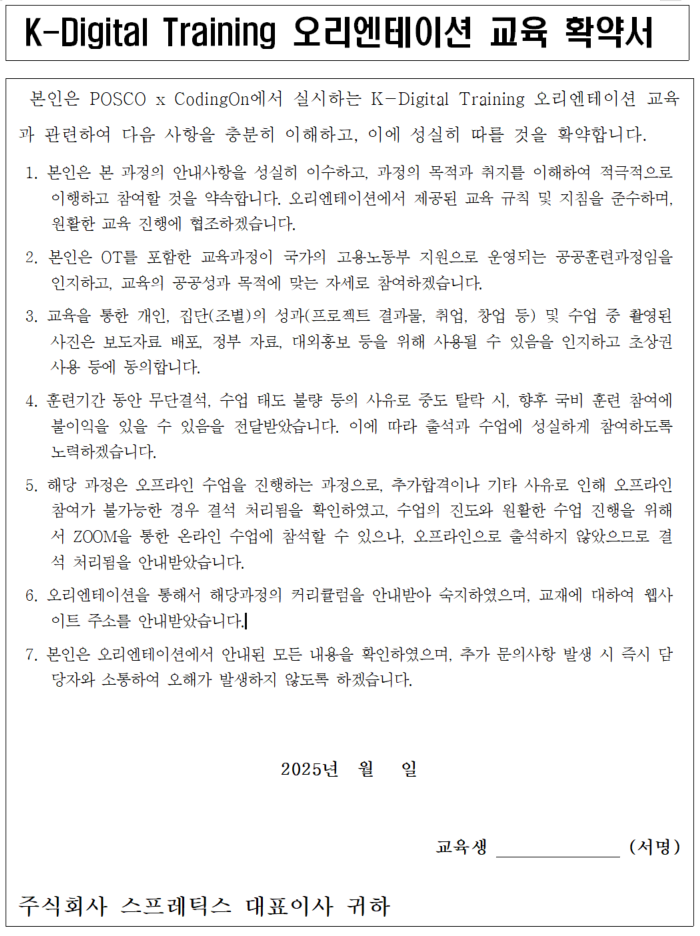 K-Digital Training 오리엔테이션 교육 확약서
본인은 POSCO x CodingOn에서 실시하는 K-Digital Training 오리엔테이션 교육
과 관련하여 다음 사항을 충분히 이해하고, 이에 성실히 따를 것을 확약합니다.
1. 본인은 본 과정의 안내사항을 성실히 이수하고, 과정의 목적과 취지를 이해하여 적극적으로
이행하고 참여할 것을 약속합니다. 오리엔테이션에서 제공된 교육 규칙 및 지침을 준수하며,
원활한 교육 진행에 협조하겠습니다.
2. 본인은 OT를 포함한 교육과정이 국가의 고용노동부 지원으로 운영되는 공공훈련과정임을
인지하고, 교육의 공공성과 목적에 맞는 자세로 참여하겠습니다.
3. 교육을 통한 개인, 집단(조별)의 성과(프로젝트 결과물, 취업, 창업 등) 및 수업 중 촬영된
사진은 보도자료 배포, 정부 자료, 대외홍보 등을 위해 사용될 수 있음을 인지하고 초상권
사용 등에 동의합니다.
4. 훈련기간 동안 무단결석, 수업 태도 불량 등의 사유로 중도 탈락 시, 향후 국비 훈련 참여에
불이익을 있을 수 있음을 전달받았습니다. 이에 따라 출석과 수업에 성실하게 참여하도록
노력하겠습니다.
5. 해당 과정은 오프라인 수업을 진행하는 과정으로, 추가합격이나 기타 사유로 인해 오프라인
참여가 불가능한 경우 결석 처리됨을 확인하였고, 수업의 진도와 원활한 수업 진행을 위해
서 ZOOM을 통한 온라인 수업에 참석할 수 있으나, 오프라인으로 출석하지 않았으므로 결
석 처리됨을 안내받았습니다.
6. 오리엔테이션을 통해서 해당과정의 커리큘럼을 안내받아 숙지하였으며, 교재에 대하여 웹사
이트 주소를 안내받았습니다.
7. 본인은 오리엔테이션에서 안내된 모든 내용을 확인하였으며, 추가 문의사항 발생 시 즉시 담
당자와 소통하여 오해가 발생하지 않도록 하겠습니다.
2025년 월 일
교육생 ____________ (서명)
주식회사 스프레틱스 대표이사 귀하